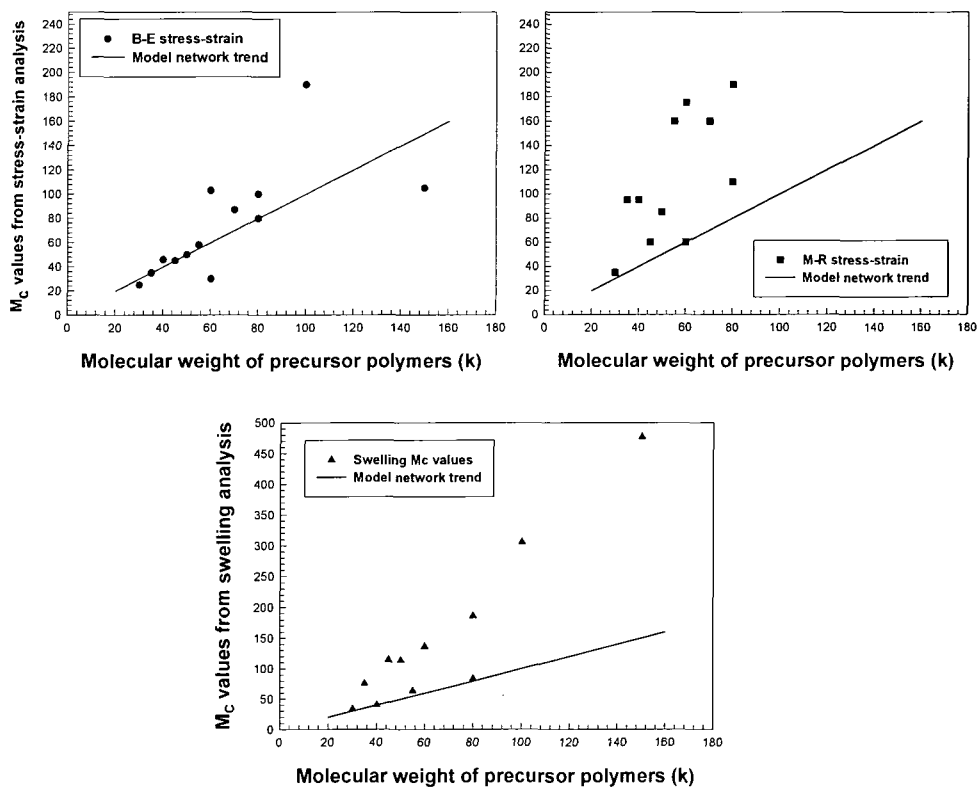 M_C values from stress-strain analysis
240
220
200
180
160
140
120
100
80
60
40
20
0
B-E stress-strain
Model network trend
0 20 40 60 80 100 120 140 160 180
Molecular weight of precursor polymers (k)
240
220
200
180
160
140
120
100
80
60
40
20
0
M-R stress-strain
Model network trend
0 20 40 60 80 100 120 140 160 180
Molecular weight of precursor polymers (k)
M_C values from swelling analysis
500
450
400
350
300
250
200
150
100
50
0
Swelling Mc values
Model network trend
0 20 40 60 80 100 120 140 160 180
Molecular weight of precursor polymers (k)